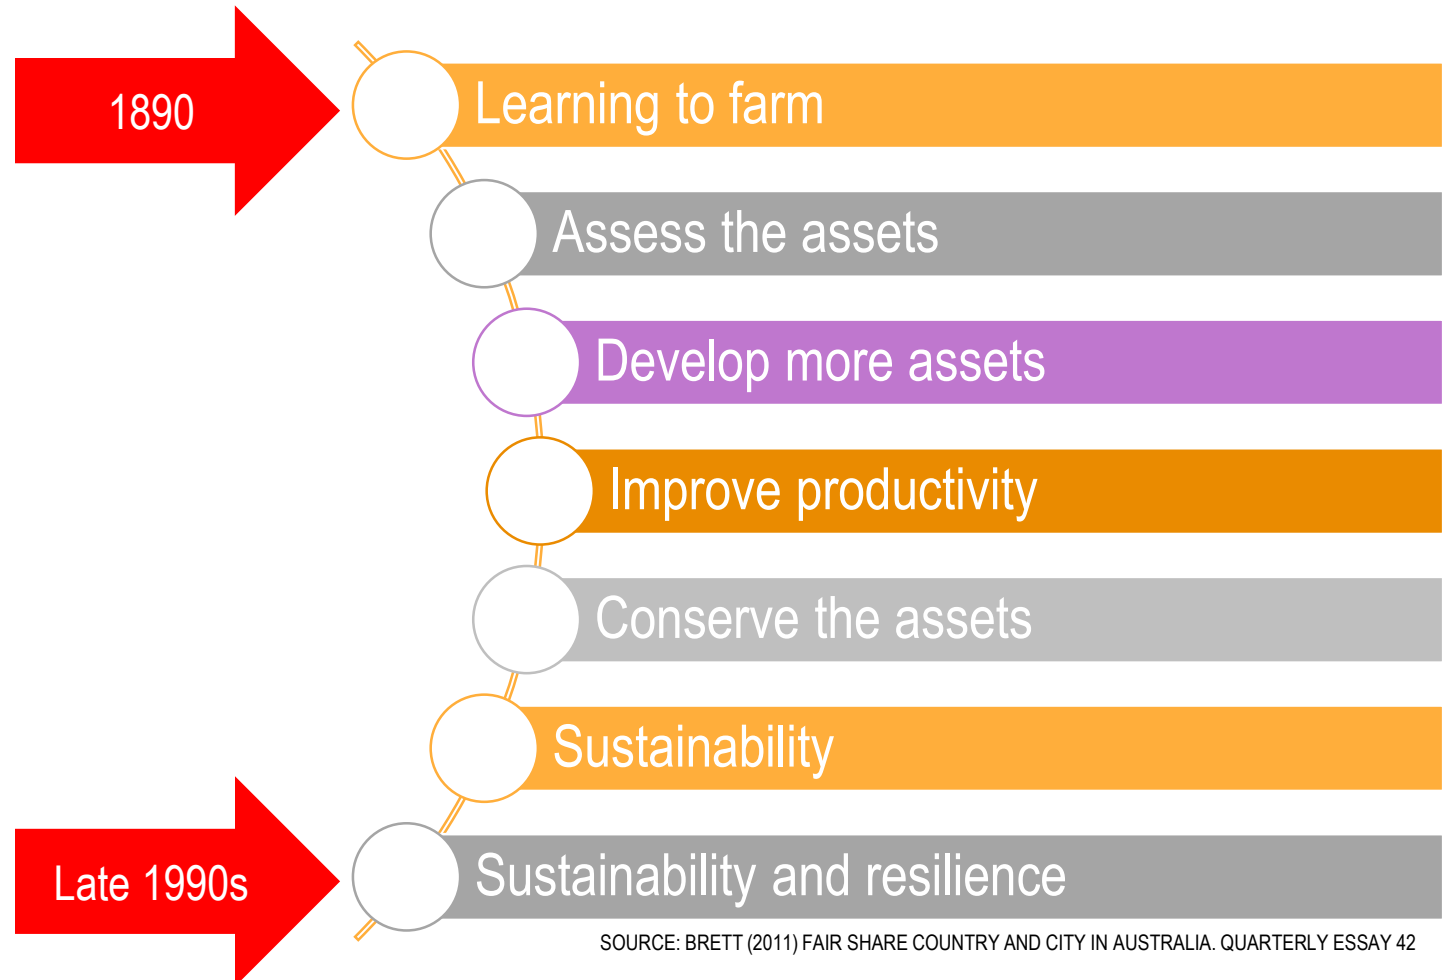 1890
Learning to farm
Assess the assets
Develop more assets
Improve productivity
Conserve the assets
Sustainability
Late 1990s
Sustainability and resilience
SOURCE: BRETT (2011) FAIR SHARE COUNTRY AND CITY IN AUSTRALIA. QUARTERLY ESSAY 42